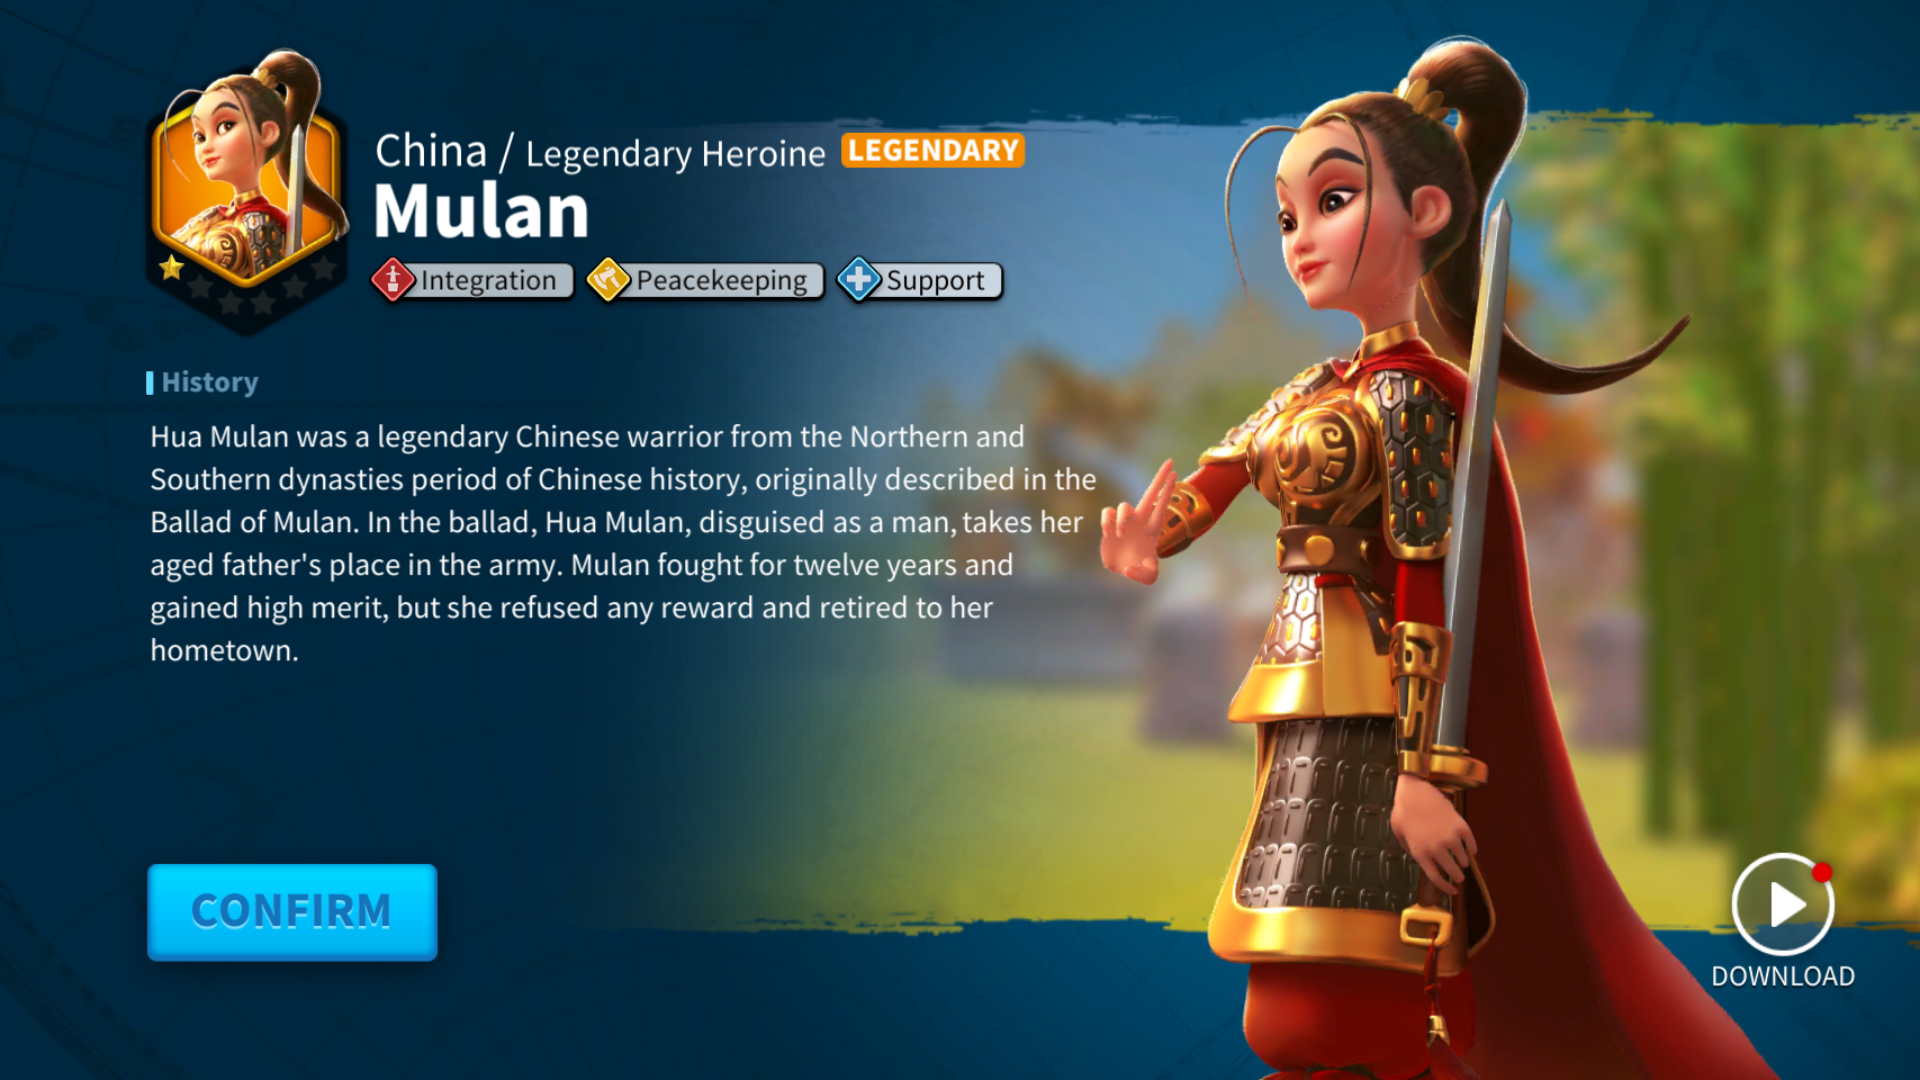 China / Legendary Heroine LEGENDARY
Mulan
Integration Peacekeeping Support
History
Hua Mulan was a legendary Chinese warrior from the Northern and
Southern dynasties period of Chinese history, originally described in the
Ballad of Mulan. In the ballad, Hua Mulan, disguised as a man, takes her
aged father's place in the army. Mulan fought for twelve years and
gained high merit, but she refused any reward and retired to her
hometown.
CONFIRM
DOWNLOAD